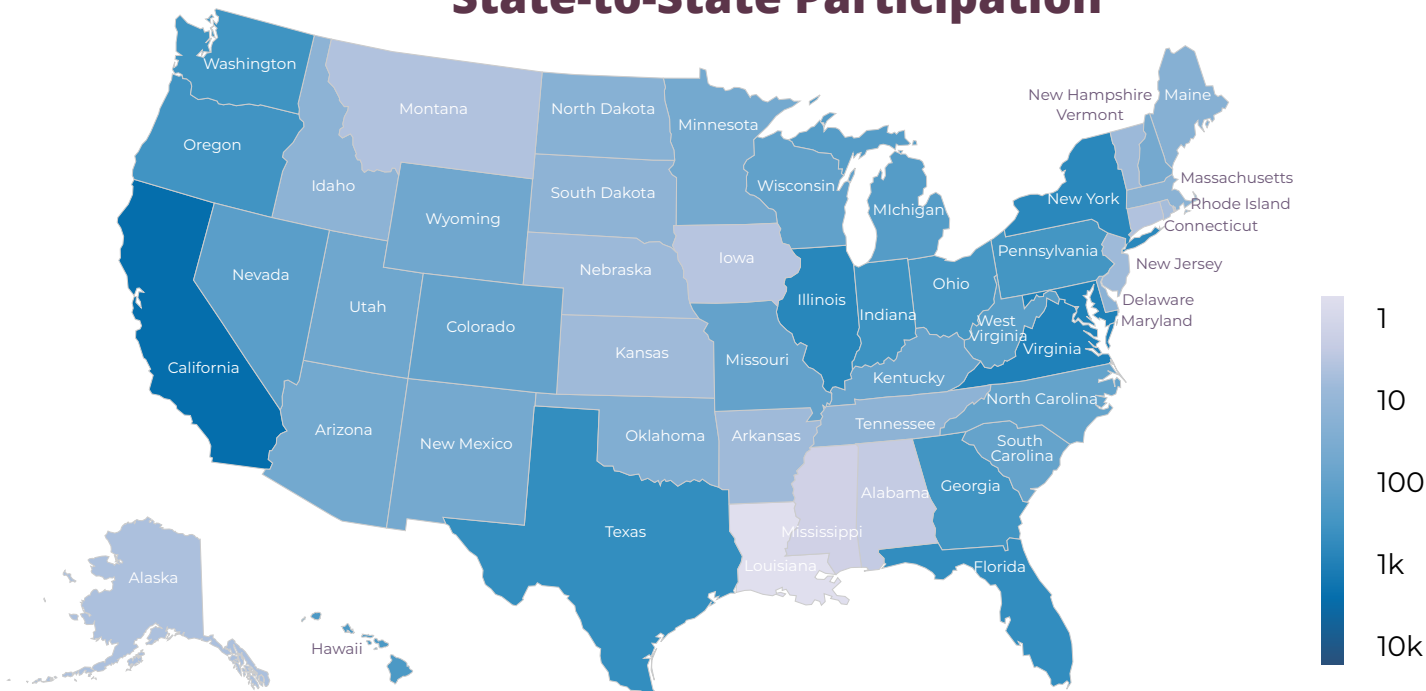 State-to-State Participation
Washington
Montana
North Dakota
Minnesota
New Hampshire
Vermont
Maine
Oregon
Idaho
Wyoming
South Dakota
Wisconsin
MIchigan
New York
Massachusetts
Rhode Island
Connecticut
Nevada
Utah
Colorado
Nebraska
Iowa
Illinois
Indiana
Ohio
Pennsylvania
New Jersey
Delaware
Maryland
West
Virginia
Virginia
California
Kansas
Missouri
Kentucky
North Carolina
Arizona
New Mexico
Oklahoma
Arkansas
Tennessee
South
Carolina
Texas
Louisiana
Mississippi
Alabama
Georgia
Florida
Alaska
Hawaii
1
10
100
1k
10k